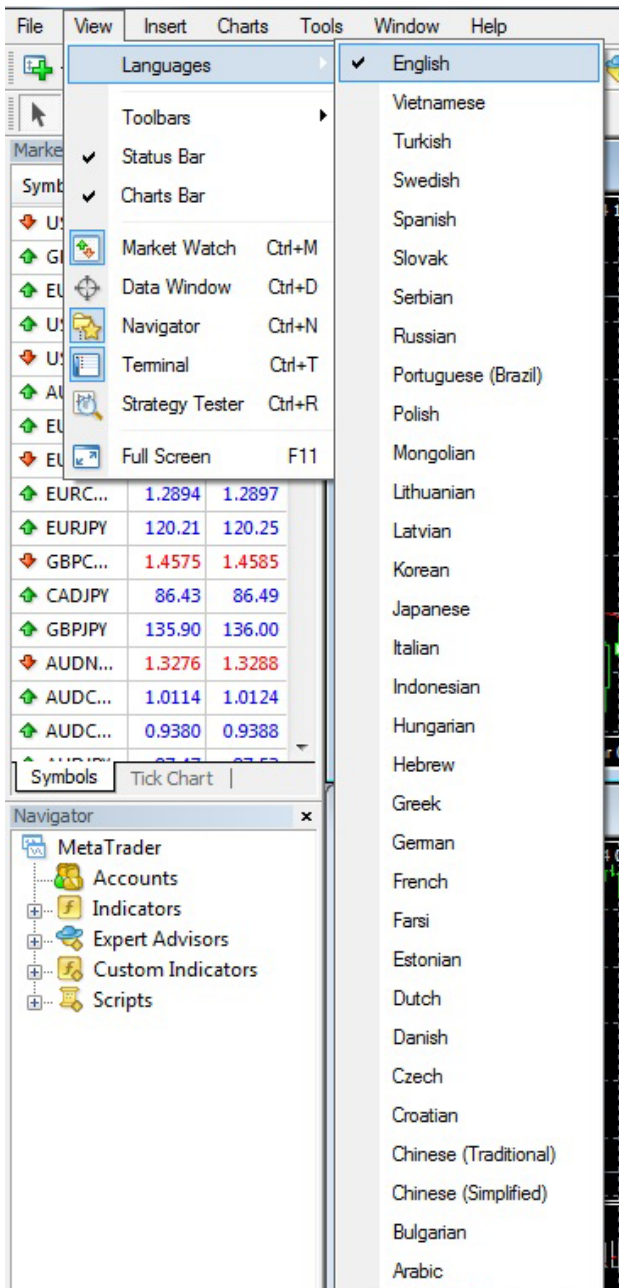 File View Insert Charts Tools Window Help
Languages
Toolbars
Status Bar
Charts Bar
Market Watch Ctrl+M
Data Window Ctrl+D
Navigator Ctrl+N
Terminal Ctrl+T
Strategy Tester Ctrl+R
Full Screen F11
English
Vietnamese
Turkish
Swedish
Spanish
Slovak
Serbian
Russian
Portuguese (Brazil)
Polish
Mongolian
Lithuanian
Latvian
Korean
Japanese
Italian
Indonesian
Hungarian
Hebrew
Greek
German
French
Farsi
Estonian
Dutch
Danish
Czech
Croatian
Chinese (Traditional)
Chinese (Simplified)
Bulgarian
Arabic
EURC... 1.2894 1.2897
EURJPY 120.21 120.25
GBPC... 1.4575 1.4585
CADJPY 86.43 86.49
GBPJPY 135.90 136.00
AUDN... 1.3276 1.3288
AUDC... 1.0114 1.0124
AUDC... 0.9380 0.9388
Symbols Tick Chart
Navigator
MetaTrader
Accounts
Indicators
Expert Advisors
Custom Indicators
Scripts